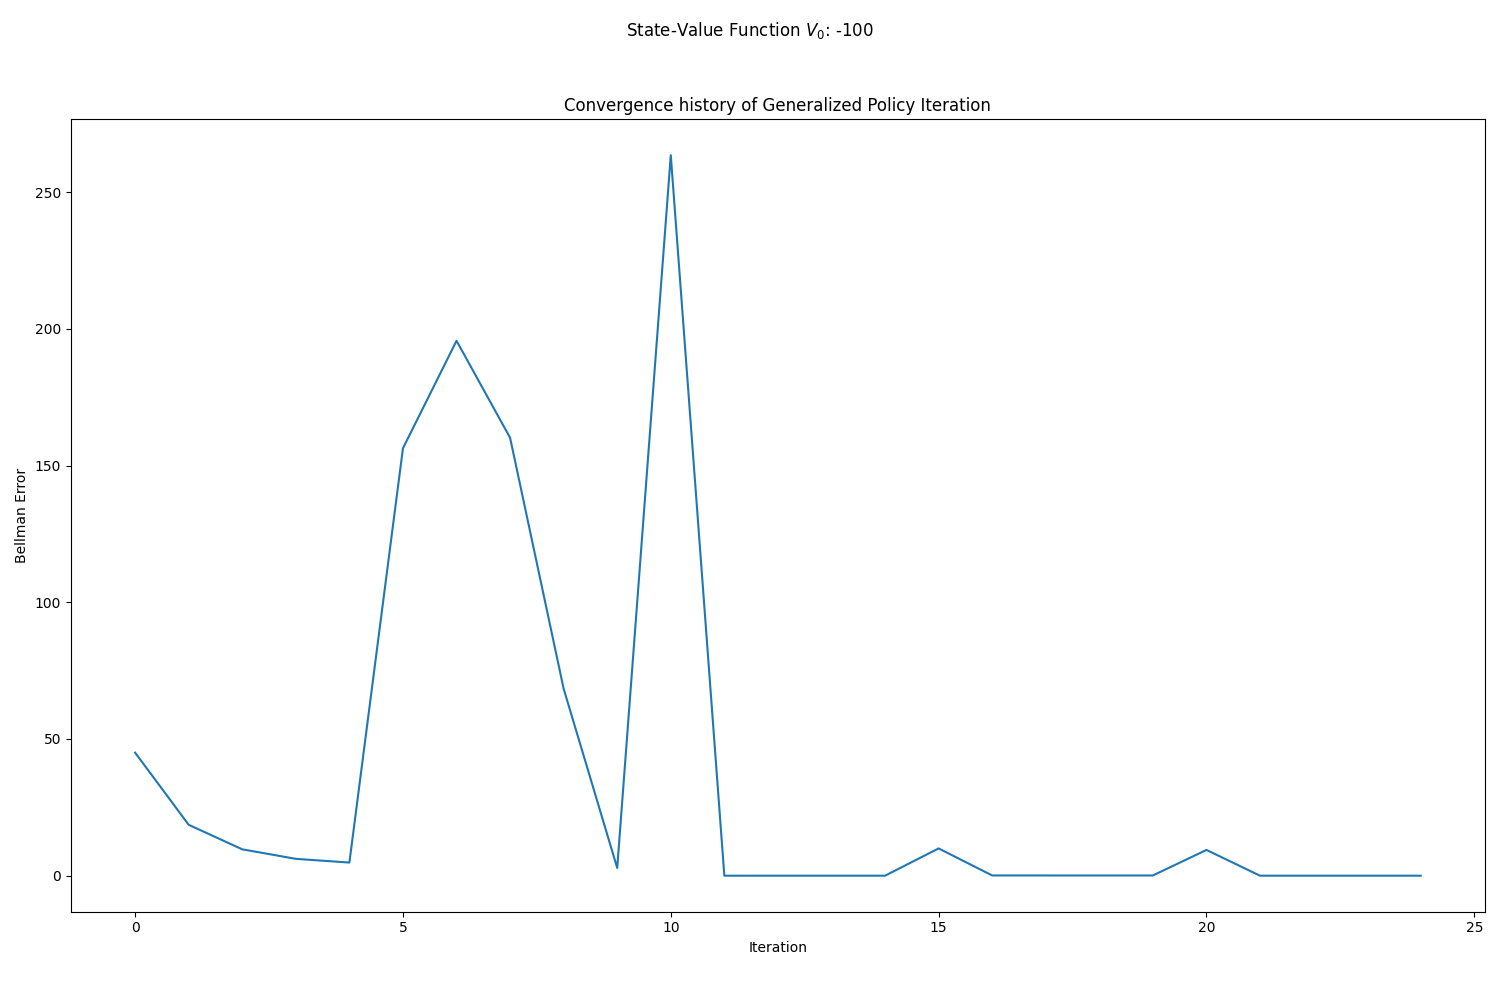 State-Value Function $V_0$: -100
Convergence history of Generalized Policy Iteration
250
200
150
100
50
0
Bellman Error
0 5 10 15 20 25
Iteration